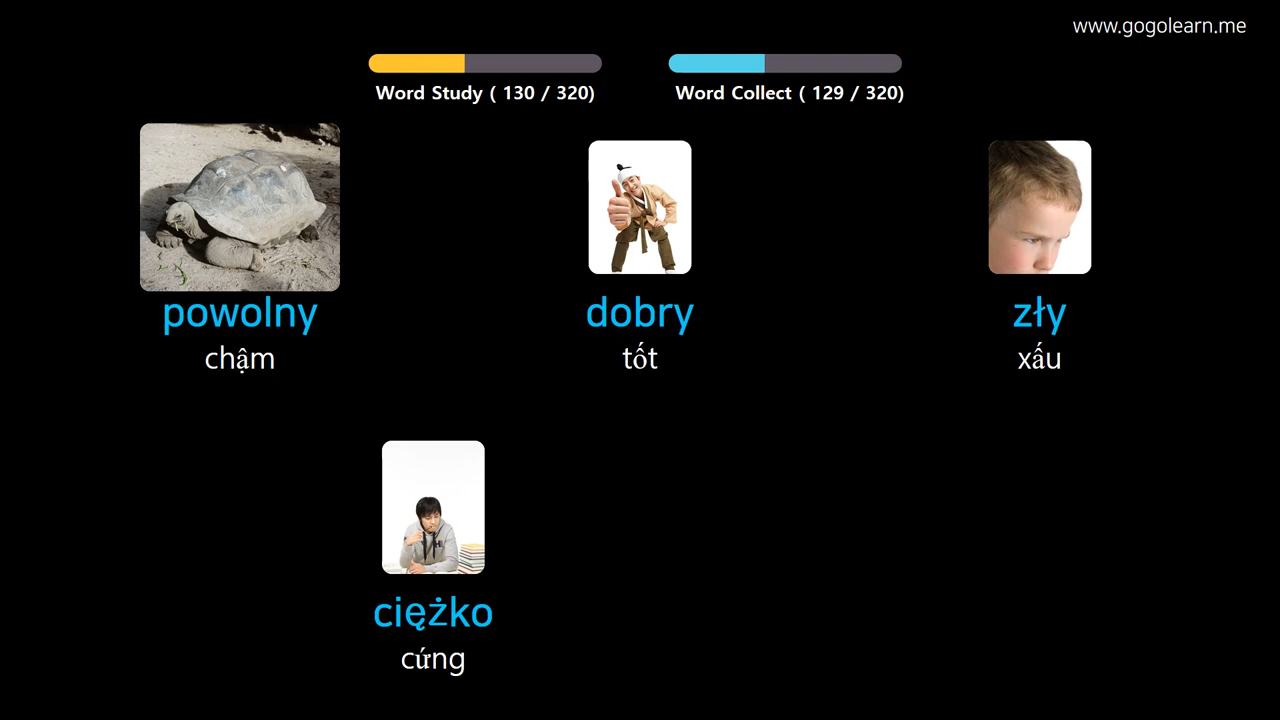 www.gogolearn.me
Word Study ( 130 / 320)
Word Collect ( 129 / 320)
powolny
chậm
dobry
tốt
zły
xấu
ciężko
cứng